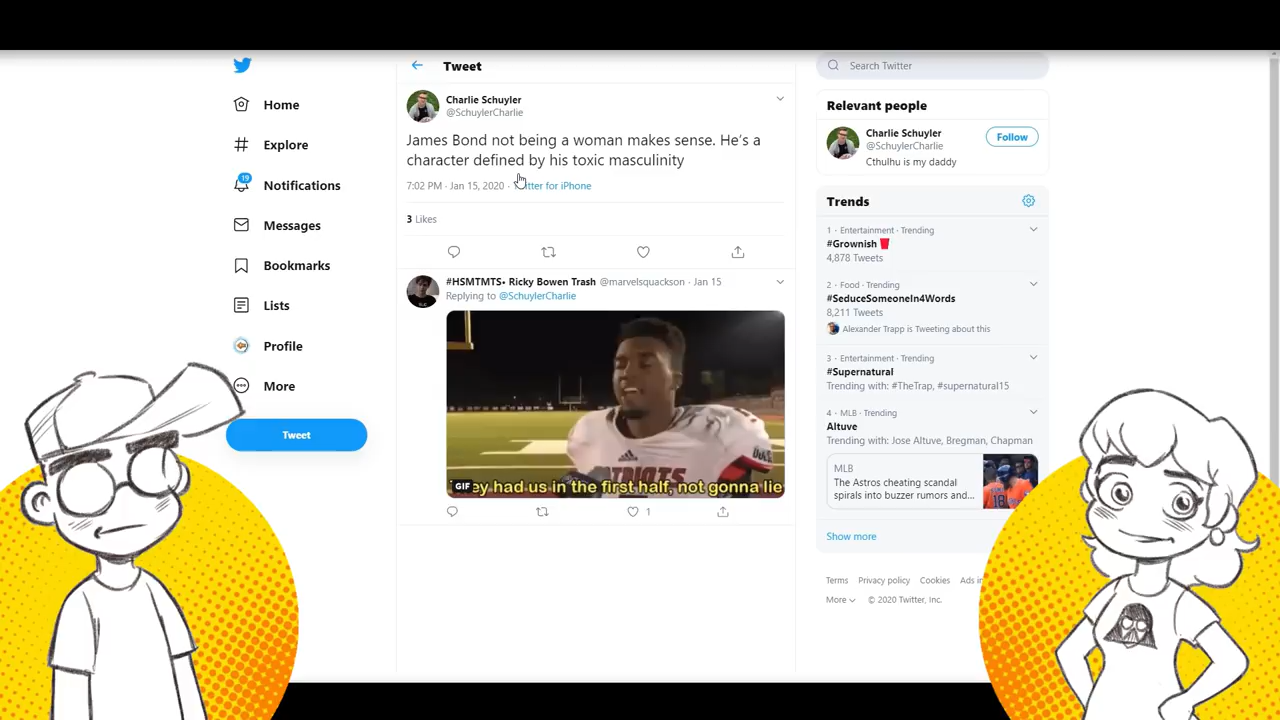 Home
Explore
19
Notifications
Messages
Bookmarks
Lists
Profile
More
Tweet
Tweet
Charlie Schuyler
@SchuylerCharlie
James Bond not being a woman makes sense. He's a
character defined by his toxic masculinity
7:02 PM · Jan 15, 2020 · for iPhone
3 Likes
#HSMTMTS• Ricky Bowen Trash @marvelsquackson · Jan 15
Replying to @SchuylerCharlie
PATRIOTS
GIF
had us in the first half, not gonna lie
1
Search Twitter
Relevant people
Charlie Schuyler
@SchuylerCharlie
Follow
Cthulhu is my daddy
Trends
1 · Entertainment · Trending
#Grownish
4,878 Tweets
2 · Food · Trending
#SeduceSomeoneIn4Words
8,211 Tweets
Alexander Trapp is Tweeting about this
3 · Entertainment · Trending
#Supernatural
Trending with: #TheTrap, #supernatural15
4 · MLB · Trending
Altuve
Trending with: Jose Altuve, Bregman, Chapman
MLB
The Astros cheating scandal
spirals into buzzer rumors and...
Show more
Terms Privacy policy Cookies Ads
More © 2020 Twitter, Inc.